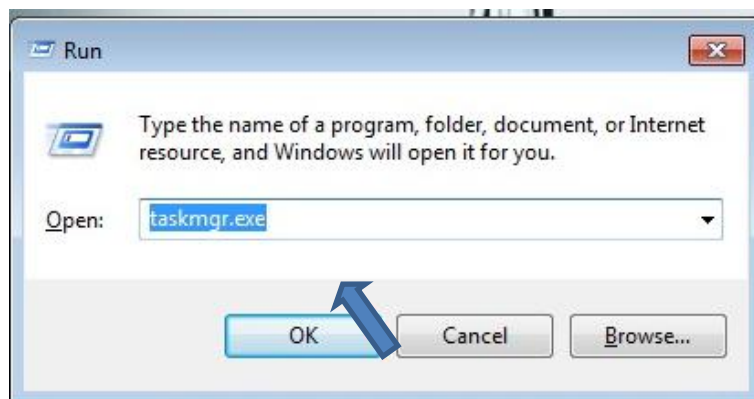 Run
Type the name of a program, folder, document, or Internet
resource, and Windows will open it for you.
Open: taskmgr.exe
OK Cancel Browse...